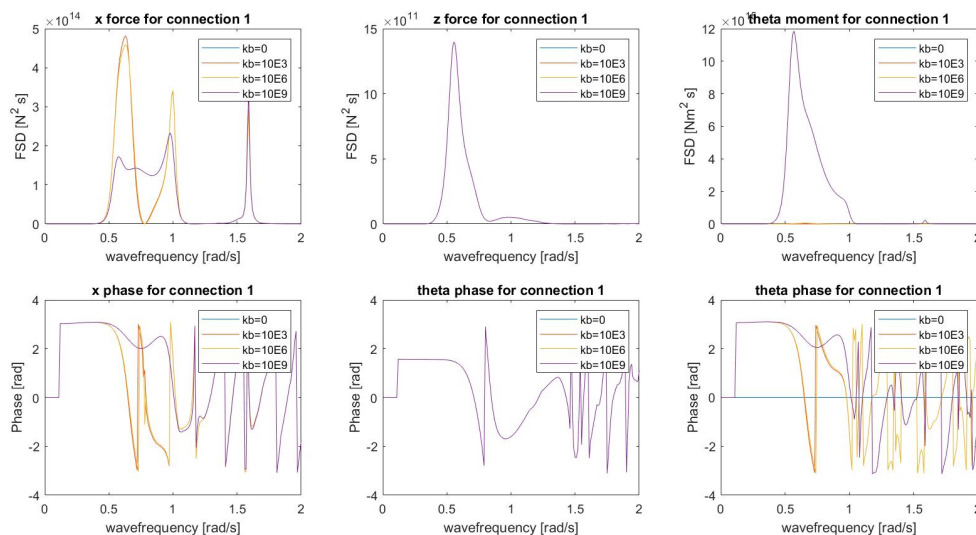 x force for connection 1
×10^14
FSD [N^2 s]
5
4
3
2
1
0
0 0.5 1 1.5 2
wavefrequency [rad/s]
kb=0
kb=10E3
kb=10E6
kb=10E9
z force for connection 1
×10^11
FSD [N^2 s]
15
10
5
0
0 0.5 1 1.5 2
wavefrequency [rad/s]
kb=0
kb=10E3
kb=10E6
kb=10E9
theta moment for connection 1
FSD [Nm^2 s]
12
10
8
6
4
2
0
0 0.5 1 1.5 2
wavefrequency [rad/s]
kb=0
kb=10E3
kb=10E6
kb=10E9
x phase for connection 1
Phase [rad]
4
2
0
-2
-4
0 0.5 1 1.5 2
wavefrequency [rad/s]
kb=0
kb=10E3
kb=10E6
kb=10E9
theta phase for connection 1
Phase [rad]
4
2
0
-2
-4
0 0.5 1 1.5 2
wavefrequency [rad/s]
kb=0
kb=10E3
kb=10E6
kb=10E9
theta phase for connection 1
Phase [rad]
4
2
0
-2
-4
0 0.5 1 1.5 2
wavefrequency [rad/s]
kb=0
kb=10E3
kb=10E6
kb=10E9